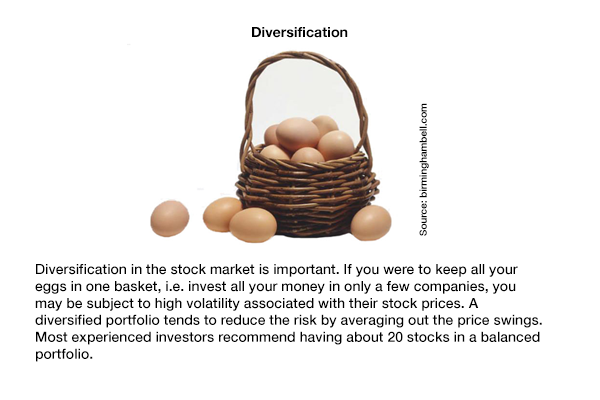 Diversification
Source: birminghambell.com
Diversification in the stock market is important. If you were to keep all your
eggs in one basket, i.e. invest all your money in only a few companies, you
may be subject to high volatility associated with their stock prices. A
diversified portfolio tends to reduce the risk by averaging out the price swings.
Most experienced investors recommend having about 20 stocks in a balanced
portfolio.